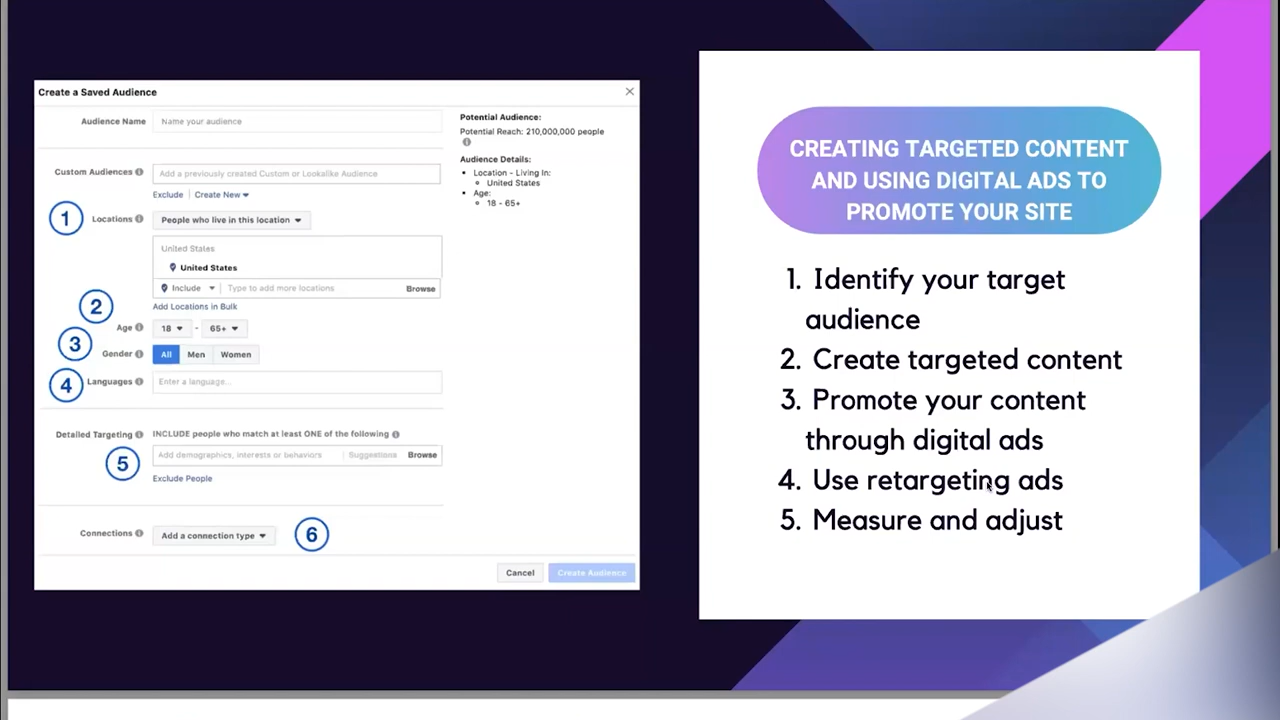 Create a Saved Audience
Audience Name Name your audience
Custom Audiences Add a previously created Custom or Lookalike Audience
Exclude Create New
1 Locations People who live in this location
United States
United States
Include Type to add more locations Browse
Add Locations in Bulk
2
Age 18 - 65+
3 Gender All Men Women
4 Languages Enter a language...
Detailed Targeting INCLUDE people who match at least ONE of the following
5 Add demographics, interests or behaviors Suggestions Browse
Exclude People
Connections Add a connection type 6
Cancel Create Audience
Potential Audience:
Potential Reach: 210,000,000 people
Audience Details:
Location - Living In:
United States
Age:
18 - 65+
CREATING TARGETED CONTENT
AND USING DIGITAL ADS TO
PROMOTE YOUR SITE
1. Identify your target
audience
2. Create targeted content
3. Promote your content
through digital ads
4. Use retargeting ads
5. Measure and adjust